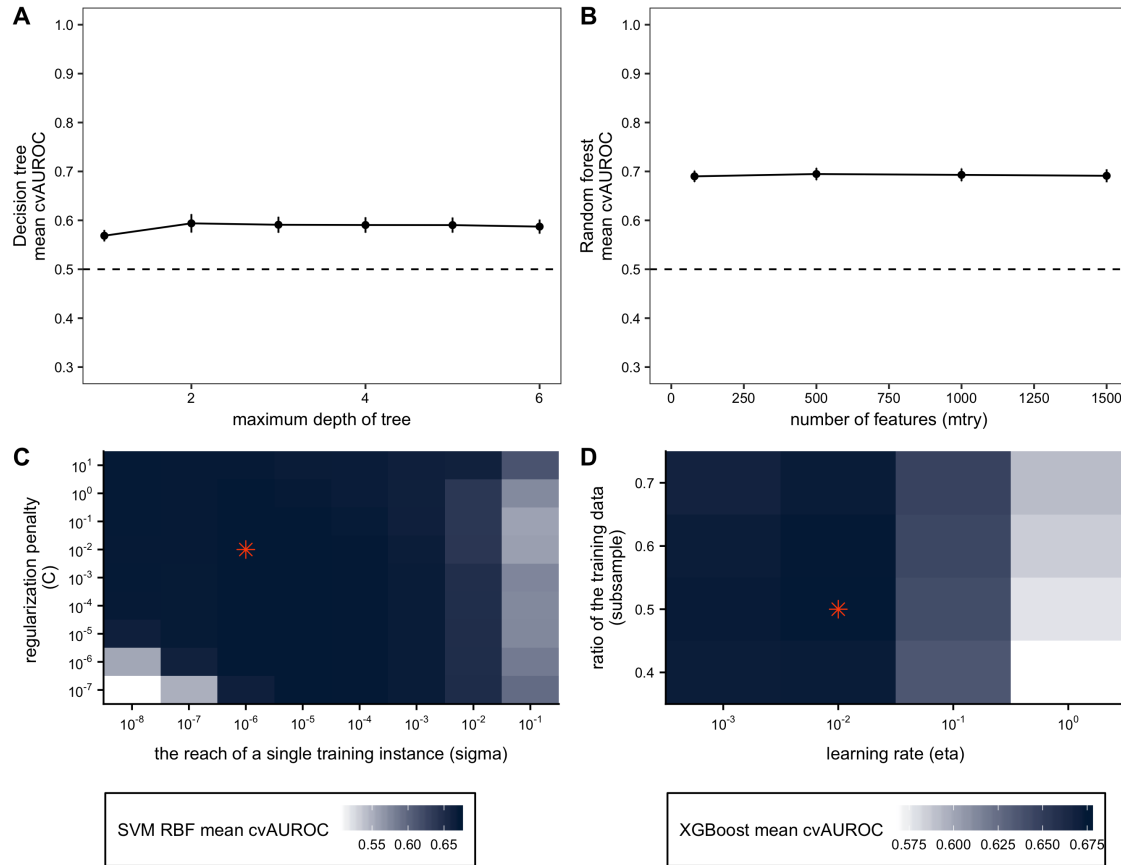 A
Decision tree
mean cvAUROC
1.0
0.9
0.8
0.7
0.6
0.5
0.4
0.3
2 4 6
maximum depth of tree
B
Random forest
mean cvAUROC
1.0
0.9
0.8
0.7
0.6
0.5
0.4
0.3
0 250 500 750 1000 1250 1500
number of features (mtry)
C
regularization penalty
(C)
10¹
10⁰
10⁻¹
10⁻²
10⁻³
10⁻⁴
10⁻⁵
10⁻⁶
10⁻⁷
10⁻⁸ 10⁻⁷ 10⁻⁶ 10⁻⁵ 10⁻⁴ 10⁻³ 10⁻² 10⁻¹
the reach of a single training instance (sigma)
SVM RBF mean cvAUROC
0.55 0.60 0.65
D
ratio of the training data
(subsample)
0.7
0.6
0.5
0.4
10⁻³ 10⁻² 10⁻¹ 10⁰
learning rate (eta)
XGBoost mean cvAUROC
0.575 0.600 0.625 0.650 0.675